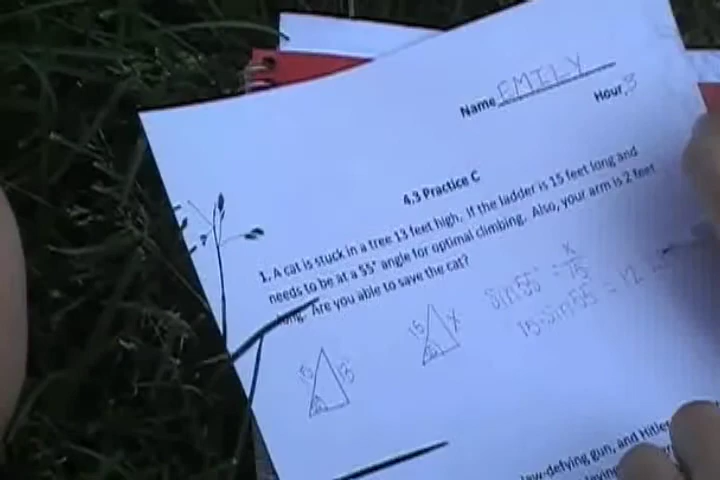 Name EMILY
Hour 3
4.3 Practice C
1. A cat is stuck in a tree 13 feet high. If the ladder is 15 feet long and
needs to be at a 55° angle for optimal climbing. Also, your arm is 2 feet
long. Are you able to save the cat?
sin 55° = x/15
15·sin 55 = 12
15 x
15 13
law-defying gun, and Hitler